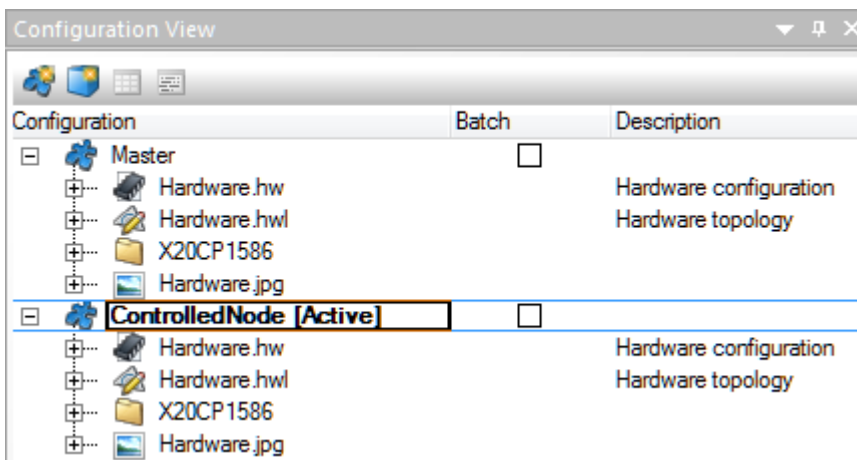 Configuration View
Configuration Batch Description
Master
Hardware.hw Hardware configuration
Hardware.hwl Hardware topology
X20CP1586
Hardware.jpg
ControlledNode [Active]
Hardware.hw Hardware configuration
Hardware.hwl Hardware topology
X20CP1586
Hardware.jpg